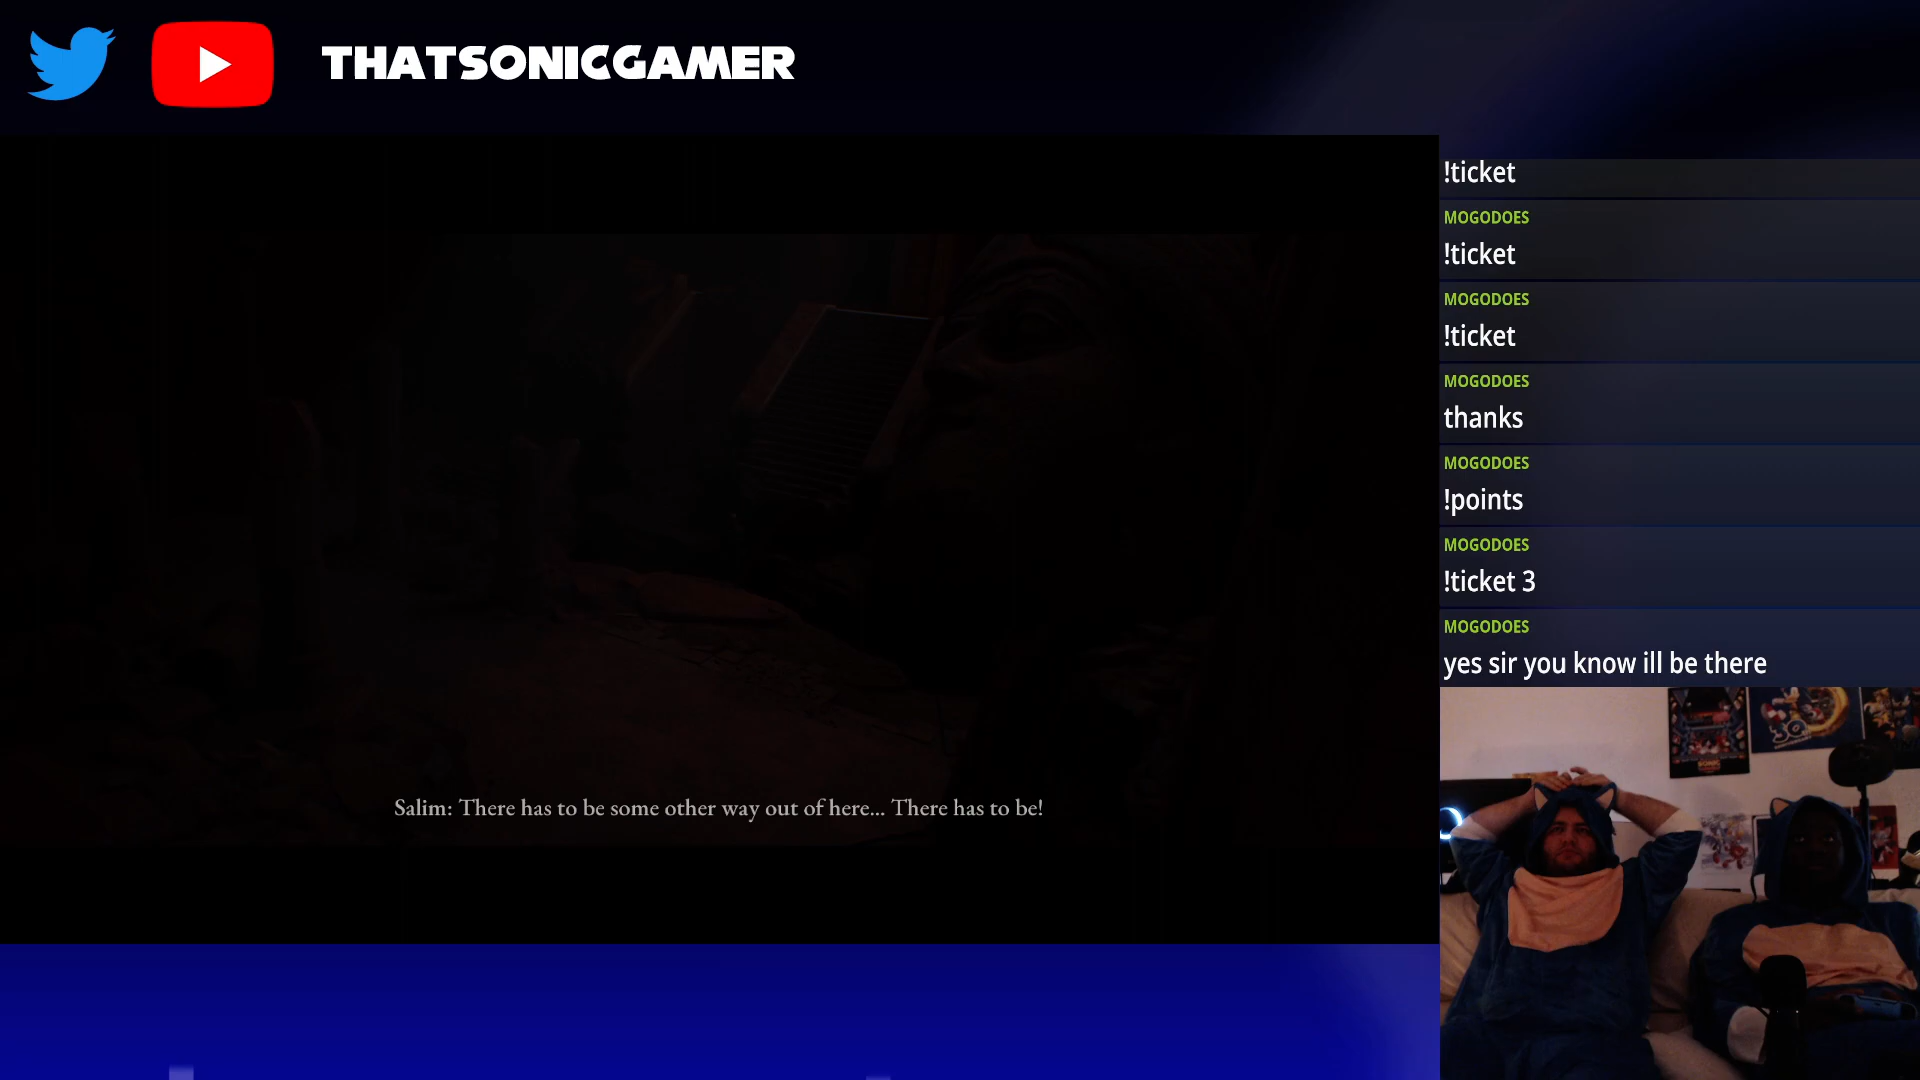 THATSONICGAMER
!ticket
MOGODOES
!ticket
MOGODOES
!ticket
MOGODOES
thanks
MOGODOES
!points
MOGODOES
!ticket 3
MOGODOES
yes sir you know ill be there
Salim: There has to be some other way out of here... There has to be!
30